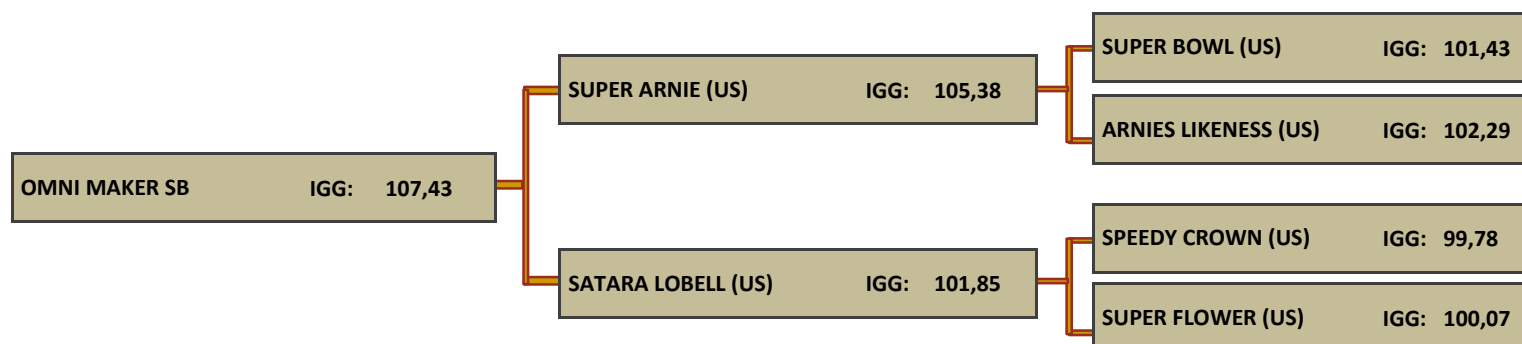 SUPER BOWL (US) IGG: 101,43
SUPER ARNIE (US) IGG: 105,38
ARNIES LIKENESS (US) IGG: 102,29
OMNI MAKER SB IGG: 107,43
SPEEDY CROWN (US) IGG: 99,78
SATARA LOBELL (US) IGG: 101,85
SUPER FLOWER (US) IGG: 100,07